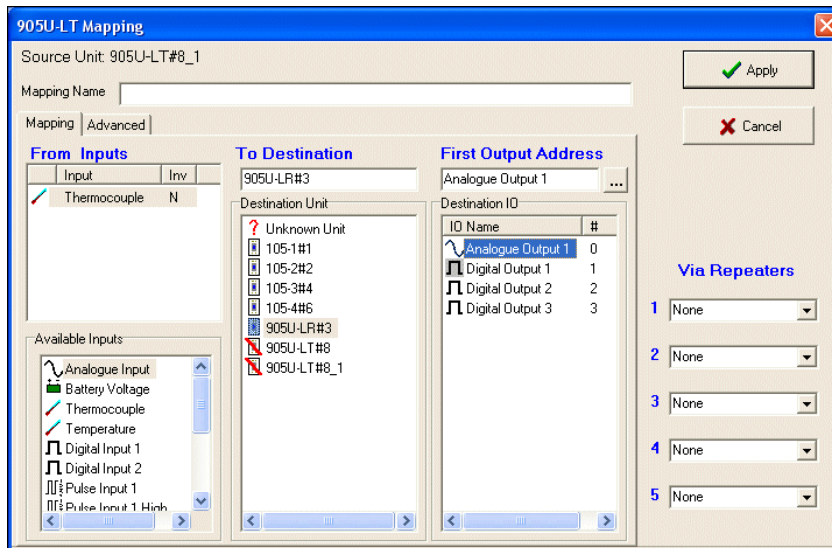 905U-LT Mapping
Source Unit: 905U-LT#8_1
Mapping Name
Apply
Cancel
Mapping
Advanced
From Inputs
Input Inv
Thermocouple N
Available Inputs
Analogue Input
Battery Voltage
Thermocouple
Temperature
Digital Input 1
Digital Input 2
Pulse Input 1
Pulse Input 1 High
To Destination
905U-LR#3
Destination Unit
? Unknown Unit
105-1#1
105-2#2
105-3#4
105-4#6
905U-LR#3
905U-LT#8
905U-LT#8_1
First Output Address
Analogue Output 1 ...
Destination IO
IO Name #
Analogue Output 1 0
Digital Output 1 1
Digital Output 2 2
Digital Output 3 3
Via Repeaters
1 None
2 None
3 None
4 None
5 None